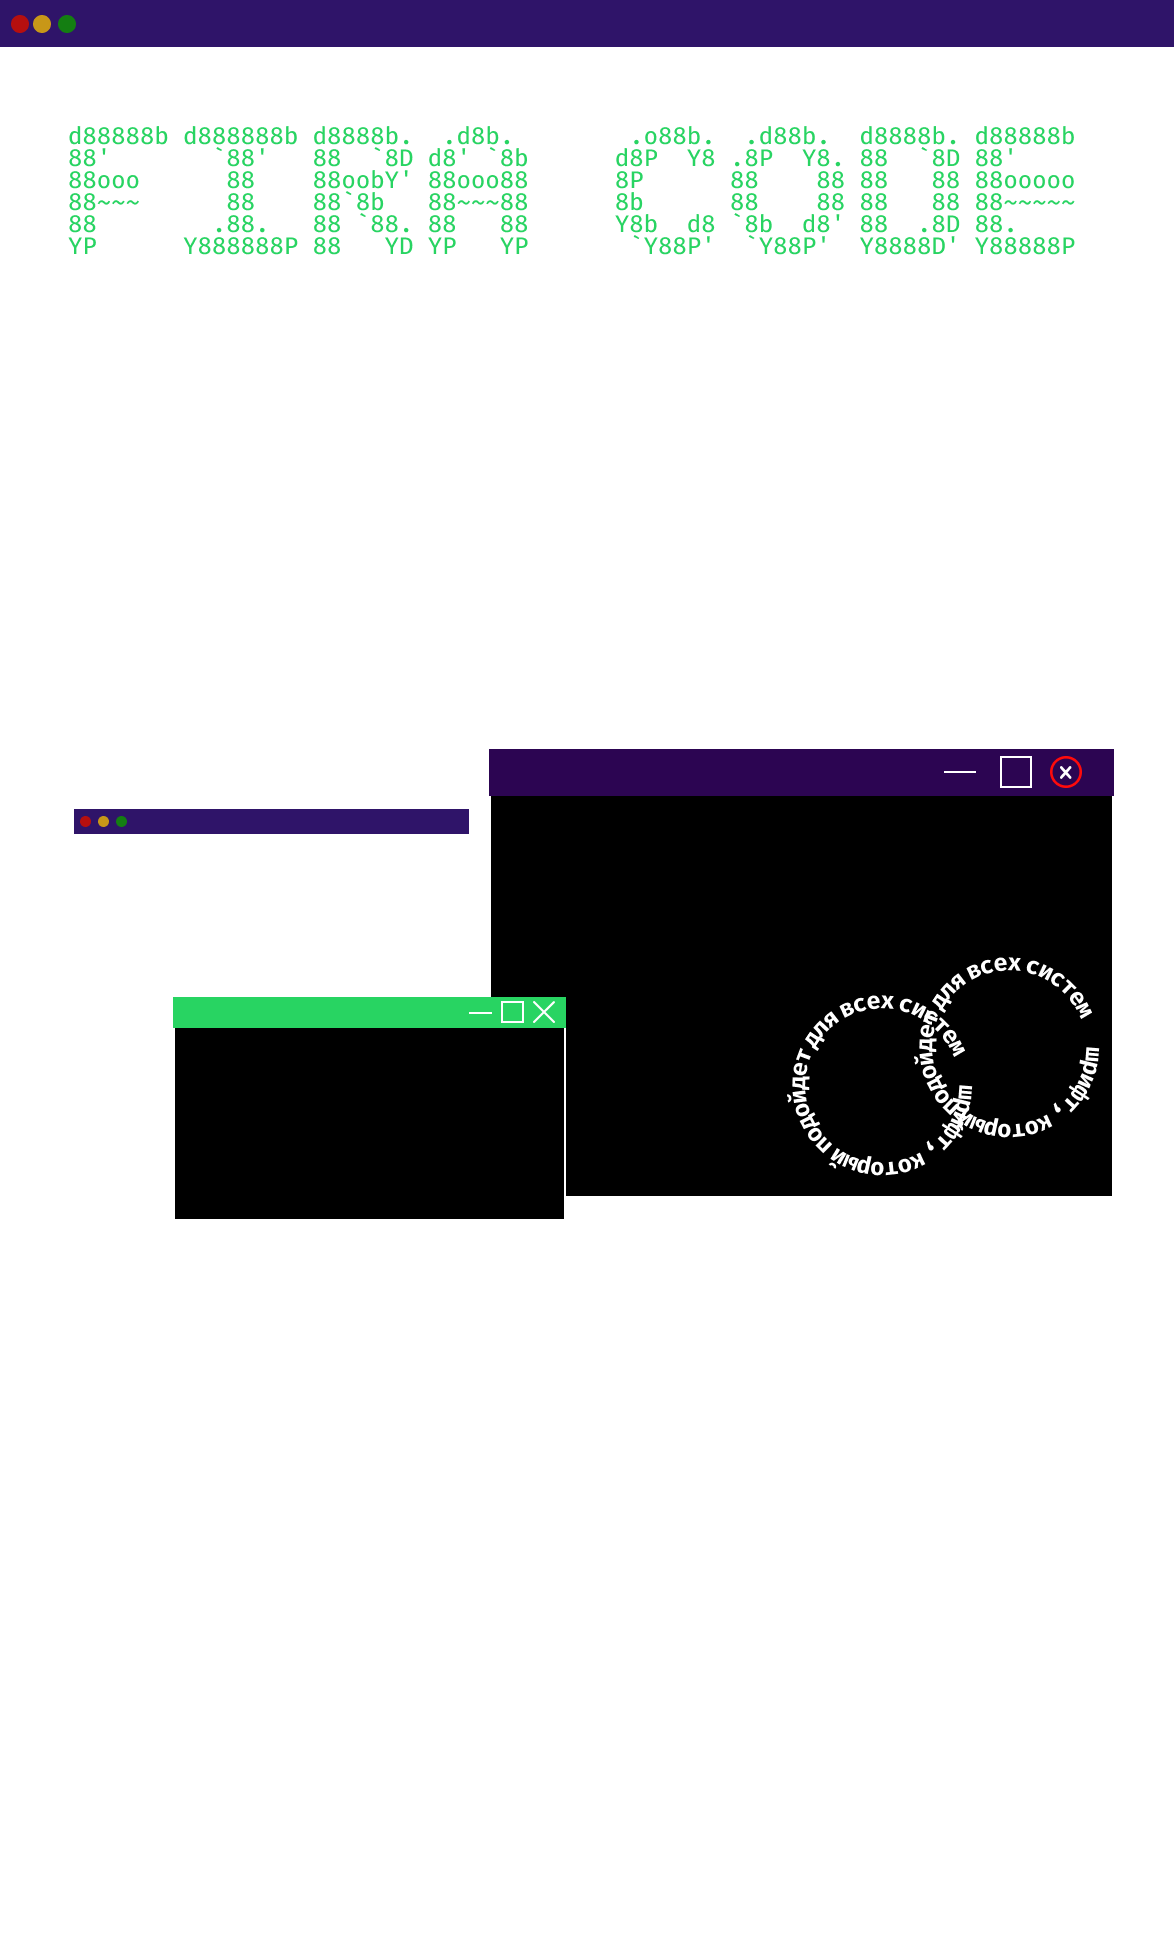 d88888b d888888b d8888b.  .d8b.        .o88b.  .d88b.  d8888b. d88888b
88'       `88'   88  `8D d8' `8b      d8P  Y8 .8P  Y8. 88  `8D 88'
88ooo      88    88oobY' 88ooo88      8P      88    88 88   88 88ooooo
88~~~      88    88`8b   88~~~88      8b      88    88 88   88 88~~~~~
88        .88.   88 `88. 88   88      Y8b  d8 `8b  d8' 88  .8D 88.
YP      Y888888P 88   YD YP   YP       `Y88P'  `Y88P'  Y8888D' Y88888P
шрифт, который подойдет для всех систем
шрифт, который подойдет для всех систем